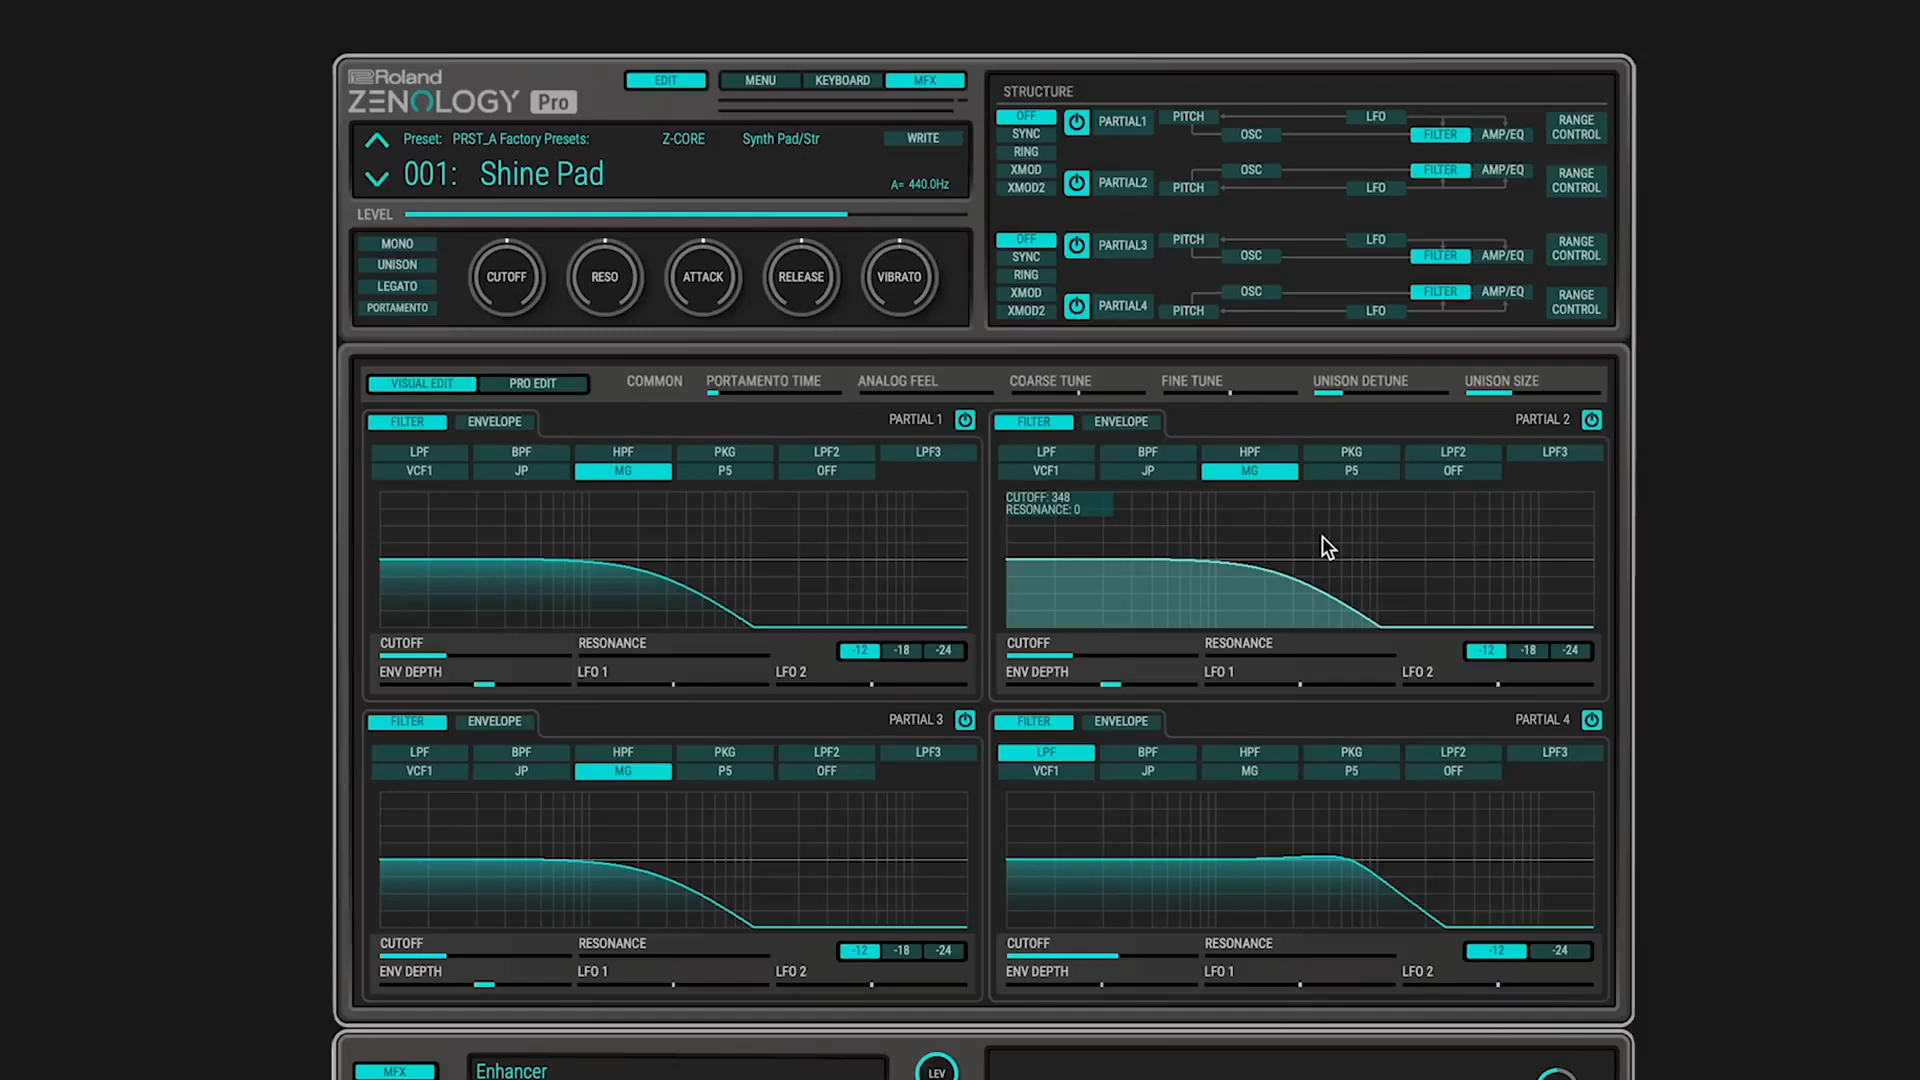 Roland
ZENOLOGY Pro
EDIT MENU KEYBOARD MFX
Preset: PRST_A Factory Presets: Z-CORE Synth Pad/Str WRITE
001: Shine Pad
A= 440.0Hz
LEVEL
MONO
UNISON
LEGATO
PORTAMENTO
CUTOFF RESO ATTACK RELEASE VIBRATO
STRUCTURE
OFF
SYNC
RING
XMOD
XMOD2
PARTIAL1 PITCH OSC LFO FILTER AMP/EQ RANGE CONTROL
PARTIAL2 PITCH OSC LFO FILTER AMP/EQ RANGE CONTROL
OFF
SYNC
RING
XMOD
XMOD2
PARTIAL3 PITCH OSC LFO FILTER AMP/EQ RANGE CONTROL
PARTIAL4 PITCH OSC LFO FILTER AMP/EQ RANGE CONTROL
VISUAL EDIT PRO EDIT COMMON PORTAMENTO TIME ANALOG FEEL COARSE TUNE FINE TUNE UNISON DETUNE UNISON SIZE
FILTER ENVELOPE PARTIAL 1
LPF BPF HPF PKG LPF2 LPF3
VCF1 JP MG P5 OFF
CUTOFF RESONANCE -12 -18 -24
ENV DEPTH LFO 1 LFO 2
FILTER ENVELOPE PARTIAL 2
LPF BPF HPF PKG LPF2 LPF3
VCF1 JP MG P5 OFF
CUTOFF: 348
RESONANCE: 0
CUTOFF RESONANCE -12 -18 -24
ENV DEPTH LFO 1 LFO 2
FILTER ENVELOPE PARTIAL 3
LPF BPF HPF PKG LPF2 LPF3
VCF1 JP MG P5 OFF
CUTOFF RESONANCE -12 -18 -24
ENV DEPTH LFO 1 LFO 2
FILTER ENVELOPE PARTIAL 4
LPF BPF HPF PKG LPF2 LPF3
VCF1 JP MG P5 OFF
CUTOFF RESONANCE -12 -24
ENV DEPTH LFO 1 LFO 2
MFX Enhancer LEV